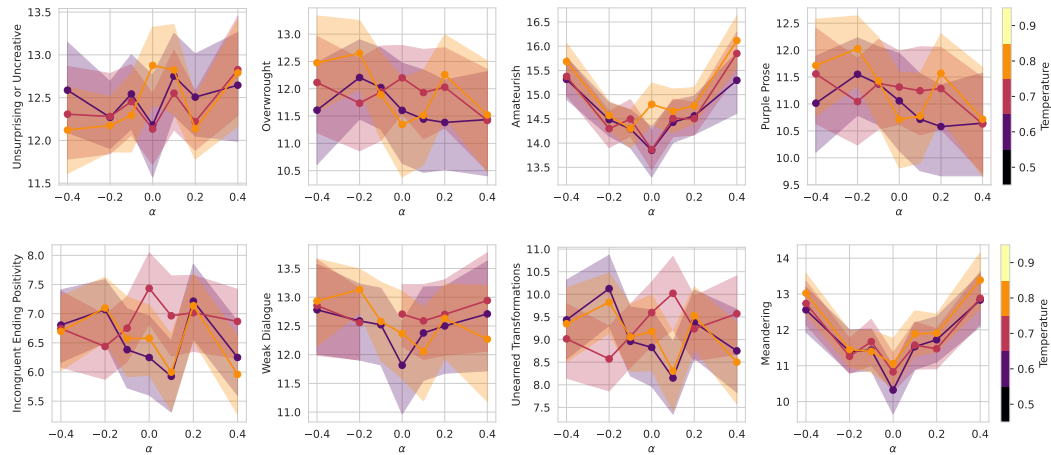 Unsurprising or Uncreative
13.5
13.0
12.5
12.0
11.5
−0.4 −0.2 0.0 0.2 0.4
α
Overwrought
13.0
12.5
12.0
11.5
11.0
10.5
−0.4 −0.2 0.0 0.2 0.4
α
Amateurish
16.5
16.0
15.5
15.0
14.5
14.0
13.5
−0.4 −0.2 0.0 0.2 0.4
α
Purple Prose
12.5
12.0
11.5
11.0
10.5
10.0
9.5
−0.4 −0.2 0.0 0.2 0.4
α
0.9
0.8
0.7
0.6
0.5
Temperature
Incongruent Ending Positivity
8.0
7.5
7.0
6.5
6.0
5.5
−0.4 −0.2 0.0 0.2 0.4
α
Weak Dialogue
13.5
13.0
12.5
12.0
11.5
11.0
−0.4 −0.2 0.0 0.2 0.4
α
Unearned Transformations
11.0
10.5
10.0
9.5
9.0
8.5
8.0
7.5
−0.4 −0.2 0.0 0.2 0.4
α
Meandering
14
13
12
11
10
−0.4 −0.2 0.0 0.2 0.4
α
0.9
0.8
0.7
0.6
0.5
Temperature